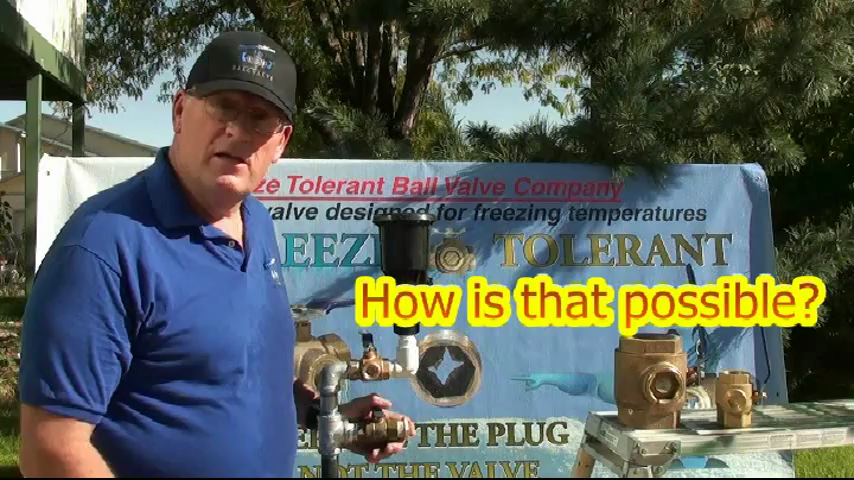 ze Tolerant Ball Valve Company
valve designed for freezing temperatures
EEZE TOLERANT
How is that possible?
THE PLUG
NOT THE VALVE